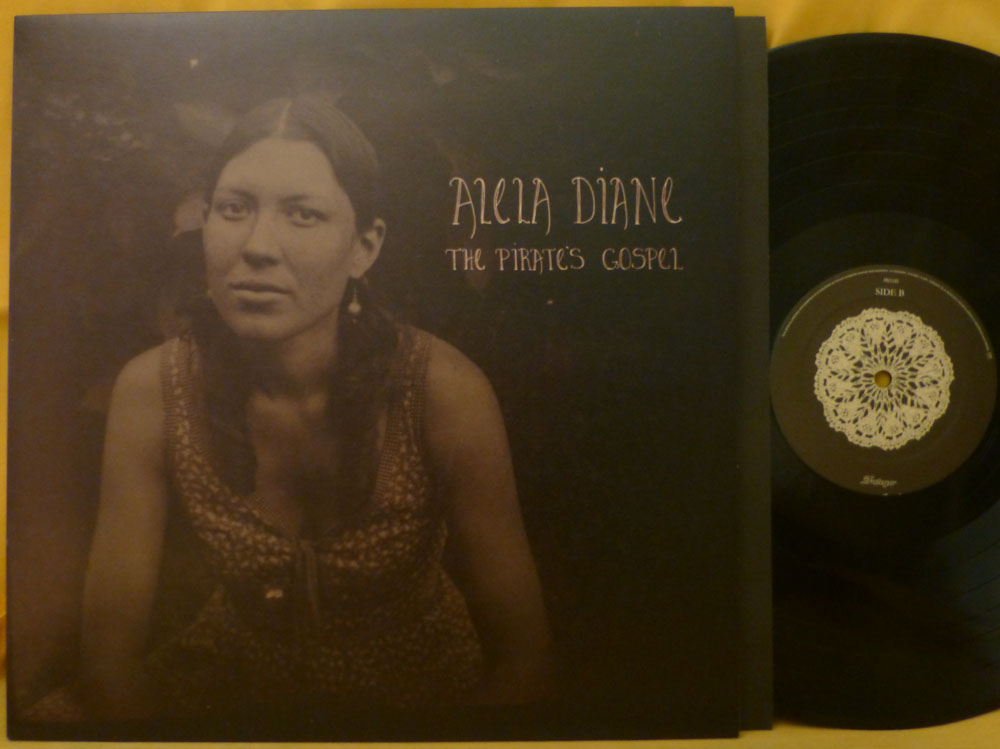 ALELA DIANE
THE PIRATE'S GOSPEL
SIDE B